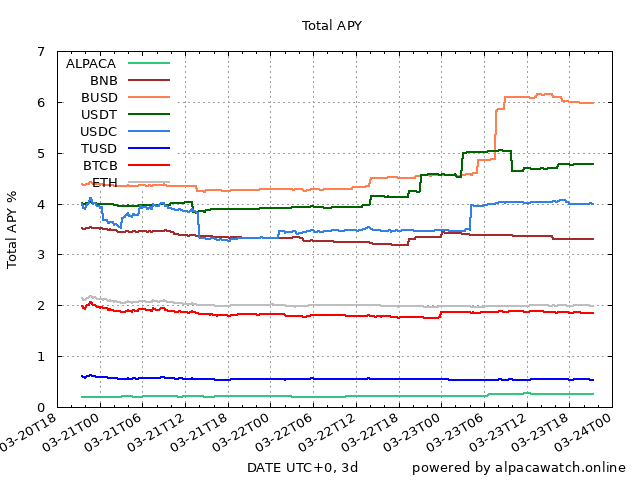 Total APY
7
6
5
4
3
2
1
0
Total APY %
ALPACA
BNB
BUSD
USDT
USDC
TUSD
BTCB
ETH
03-20T18
03-21T00
03-21T06
03-21T12
03-21T18
03-22T00
03-22T06
03-22T12
03-22T18
03-23T00
03-23T06
03-23T12
03-23T18
03-24T00
DATE UTC+0, 3d
powered by alpacawatch.online